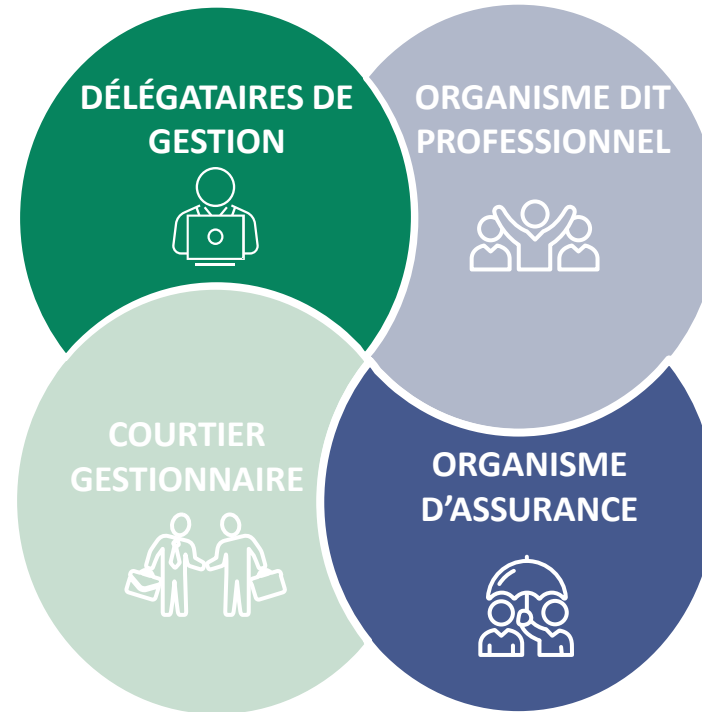 DÉLÉGATAIRES DE
GESTION
ORGANISME DIT
PROFESSIONNEL
COURTIER
GESTIONNAIRE
ORGANISME
D’ASSURANCE